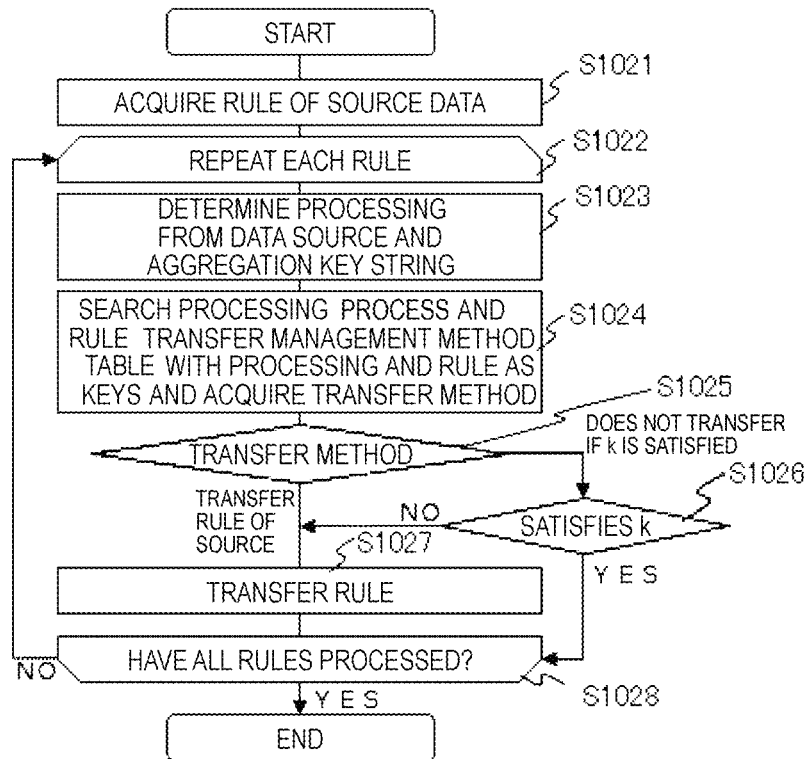 START
S1021
ACQUIRE RULE OF SOURCE DATA
S1022
REPEAT EACH RULE
S1023
DETERMINE PROCESSING
FROM DATA SOURCE AND
AGGREGATION KEY STRING
S1024
SEARCH PROCESSING PROCESS AND
RULE TRANSFER MANAGEMENT METHOD
TABLE WITH PROCESSING AND RULE AS
KEYS AND ACQUIRE TRANSFER METHOD
S1025
DOES NOT TRANSFER
IF k IS SATISFIED
TRANSFER METHOD
S1026
TRANSFER
RULE OF
SOURCE
NO
SATISFIES k
S1027
YES
TRANSFER RULE
HAVE ALL RULES PROCESSED?
NO
S1028
YES
END